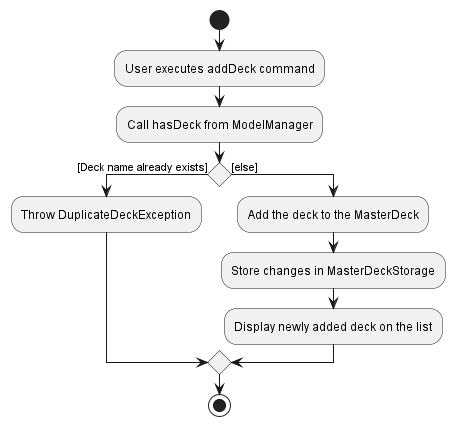 User executes addDeck command
Call hasDeck from ModelManager
[Deck name already exists]
[else]
Throw DuplicateDeckException
Add the deck to the MasterDeck
Store changes in MasterDeckStorage
Display newly added deck on the list